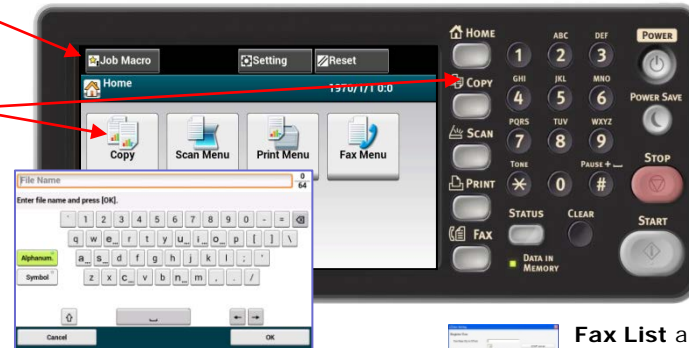 Job Macro
Setting
Reset
Home
1970/1/1 0:0
Copy
Scan Menu
Print Menu
Fax Menu
File Name
0
64
Enter file name and press [OK].
` 1 2 3 4 5 6 7 8 9 0 - =
q w e r t y u i o p [ ] \
Alphanum.
a s d f g h j k l ; '
Symbol
z x c v b n m , . /
Cancel
OK
HOME
COPY
SCAN
PRINT
FAX
ABC
DEF
1
2
3
GHI
JKL
MNO
4
5
6
PQRS
TUV
WXYZ
7
8
9
TONE
PAUSE +
*
0
#
STATUS
CLEAR
DATA IN
MEMORY
POWER
POWER SAVE
STOP
START
Fax List a